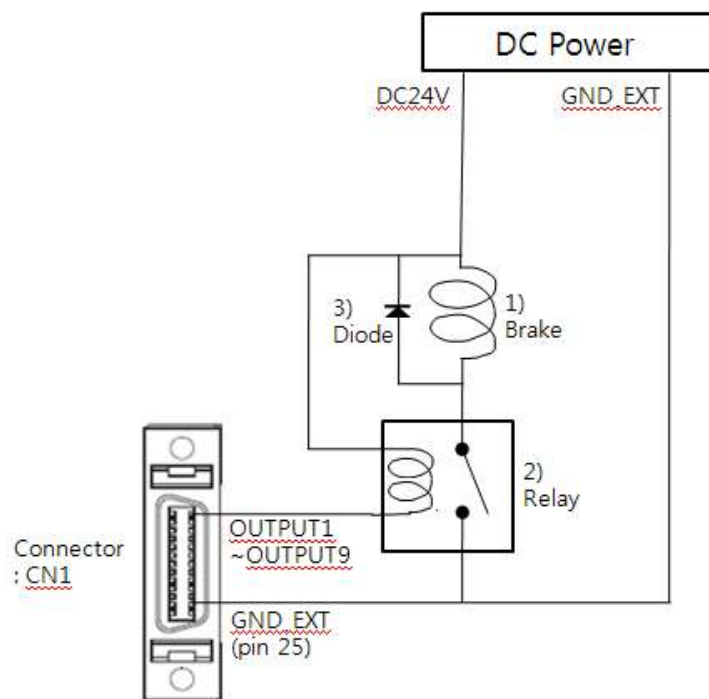 DC Power
DC24V
GND_EXT
3)
Diode
1)
Brake
2)
Relay
Connector
: CN1
OUTPUT1
~OUTPUT9
GND_EXT
(pin 25)